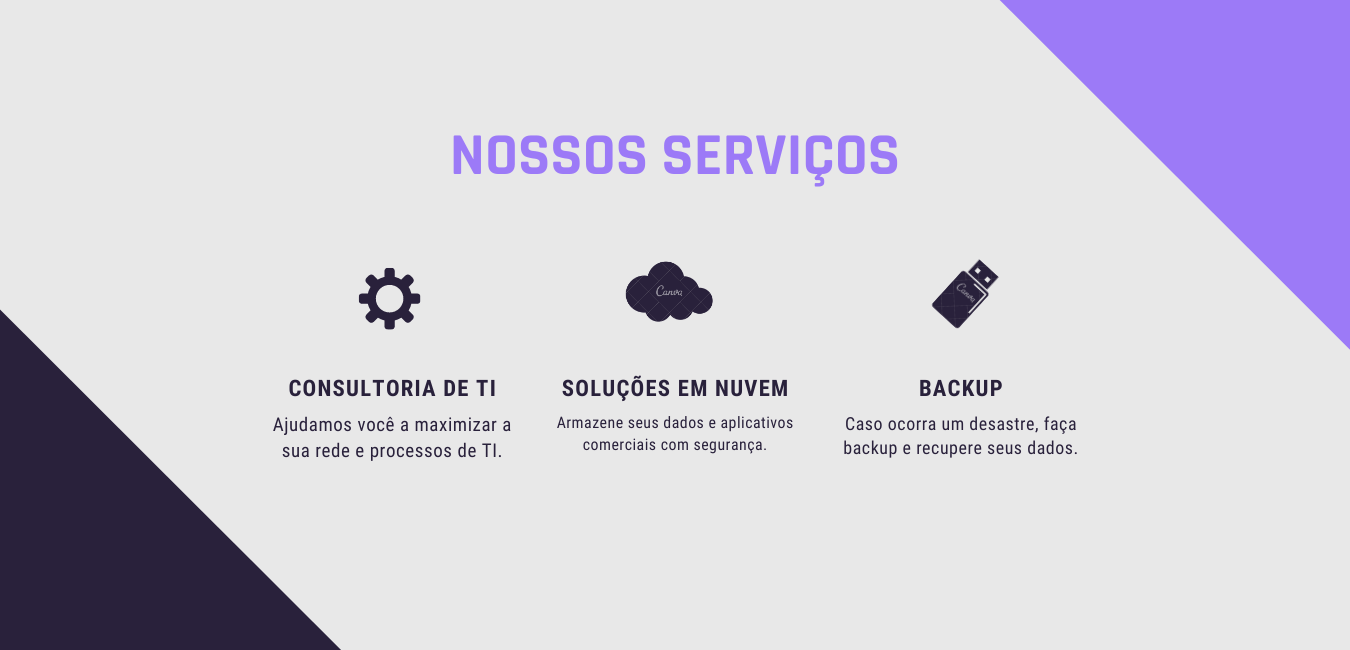 NOSSOS SERVIÇOS
Canva
Canva
CONSULTORIA DE TI
Ajudamos você a maximizar a
sua rede e processos de TI.
SOLUÇÕES EM NUVEM
Armazene seus dados e aplicativos
comerciais com segurança.
BACKUP
Caso ocorra um desastre, faça
backup e recupere seus dados.